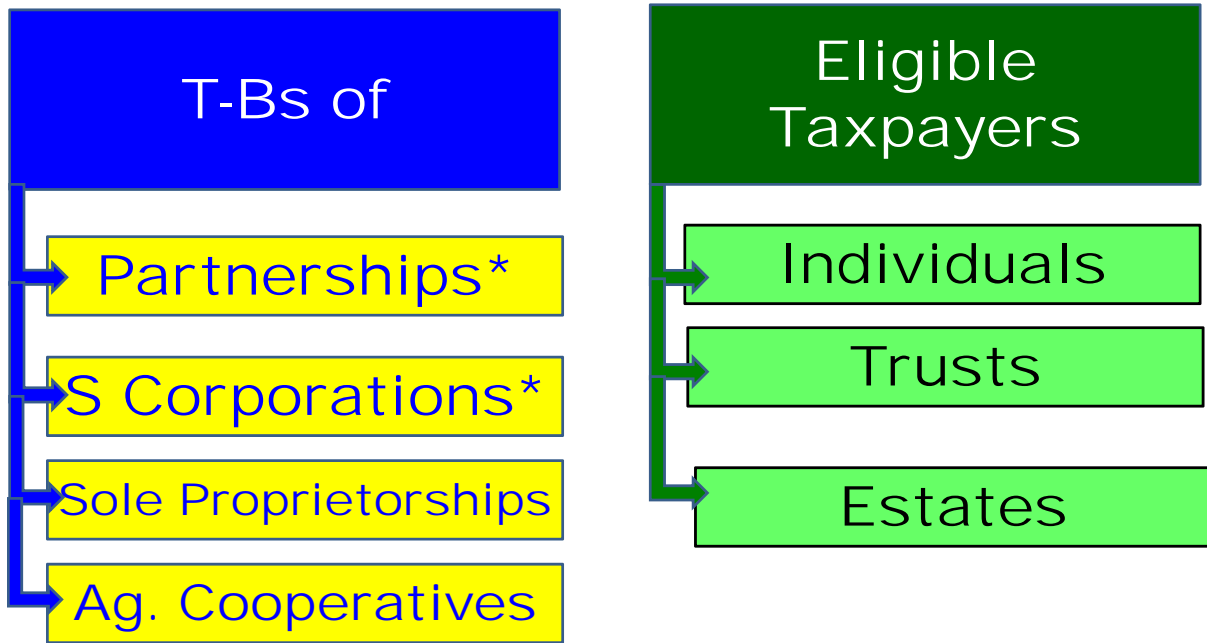 T-Bs of
Partnerships*
S Corporations*
Sole Proprietorships
Ag. Cooperatives
Eligible
Taxpayers
Individuals
Trusts
Estates